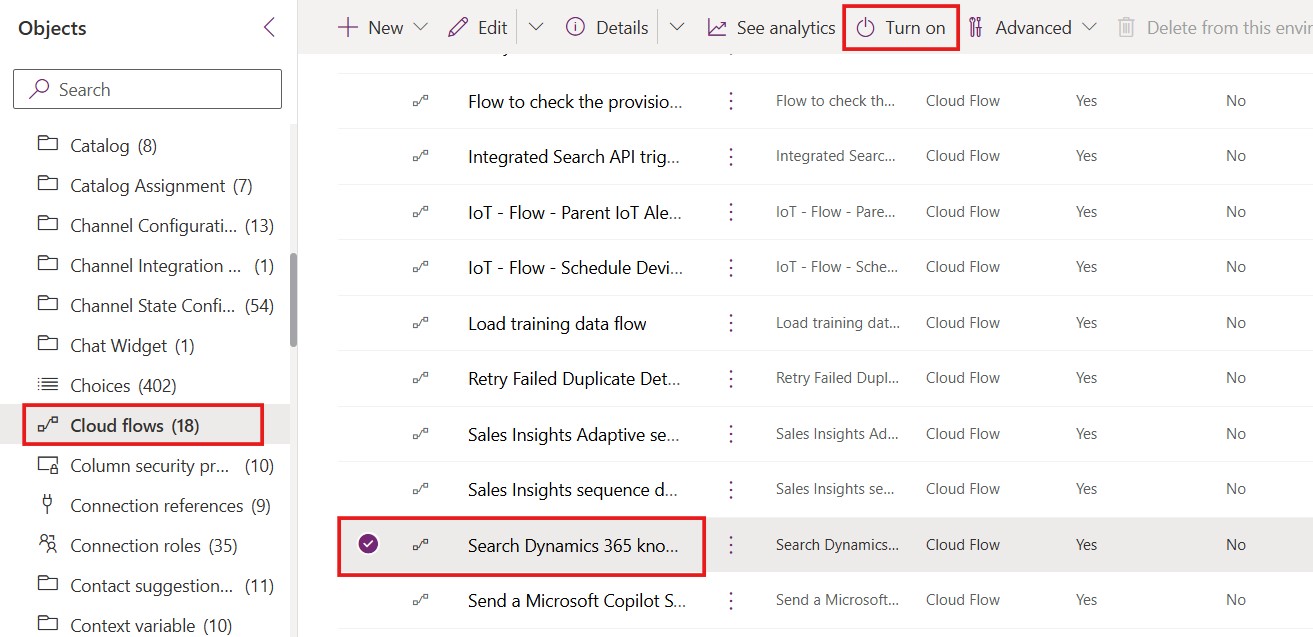 Objects
Search
Catalog (8)
Catalog Assignment (7)
Channel Configurati... (13)
Channel Integration ... (1)
Channel State Confi... (54)
Chat Widget (1)
Choices (402)
Cloud flows (18)
Column security pr... (10)
Connection references (9)
Connection roles (35)
Contact suggestion... (11)
Context variable (10)
New Edit Details See analytics Turn on Advanced Delete from this envir
Flow to check the provisio... Flow to check th... Cloud Flow Yes No
Integrated Search API trig... Integrated Searc... Cloud Flow Yes No
IoT - Flow - Parent IoT Ale... IoT - Flow - Pare... Cloud Flow Yes No
IoT - Flow - Schedule Devi... IoT - Flow - Sche... Cloud Flow Yes No
Load training data flow Load training dat... Cloud Flow Yes No
Retry Failed Duplicate Det... Retry Failed Dupl... Cloud Flow Yes No
Sales Insights Adaptive se... Sales Insights Ad... Cloud Flow Yes No
Sales Insights sequence d... Sales Insights se... Cloud Flow Yes No
Search Dynamics 365 kno... Search Dynamics... Cloud Flow Yes No
Send a Microsoft Copilot S... Send a Microsoft... Cloud Flow Yes No